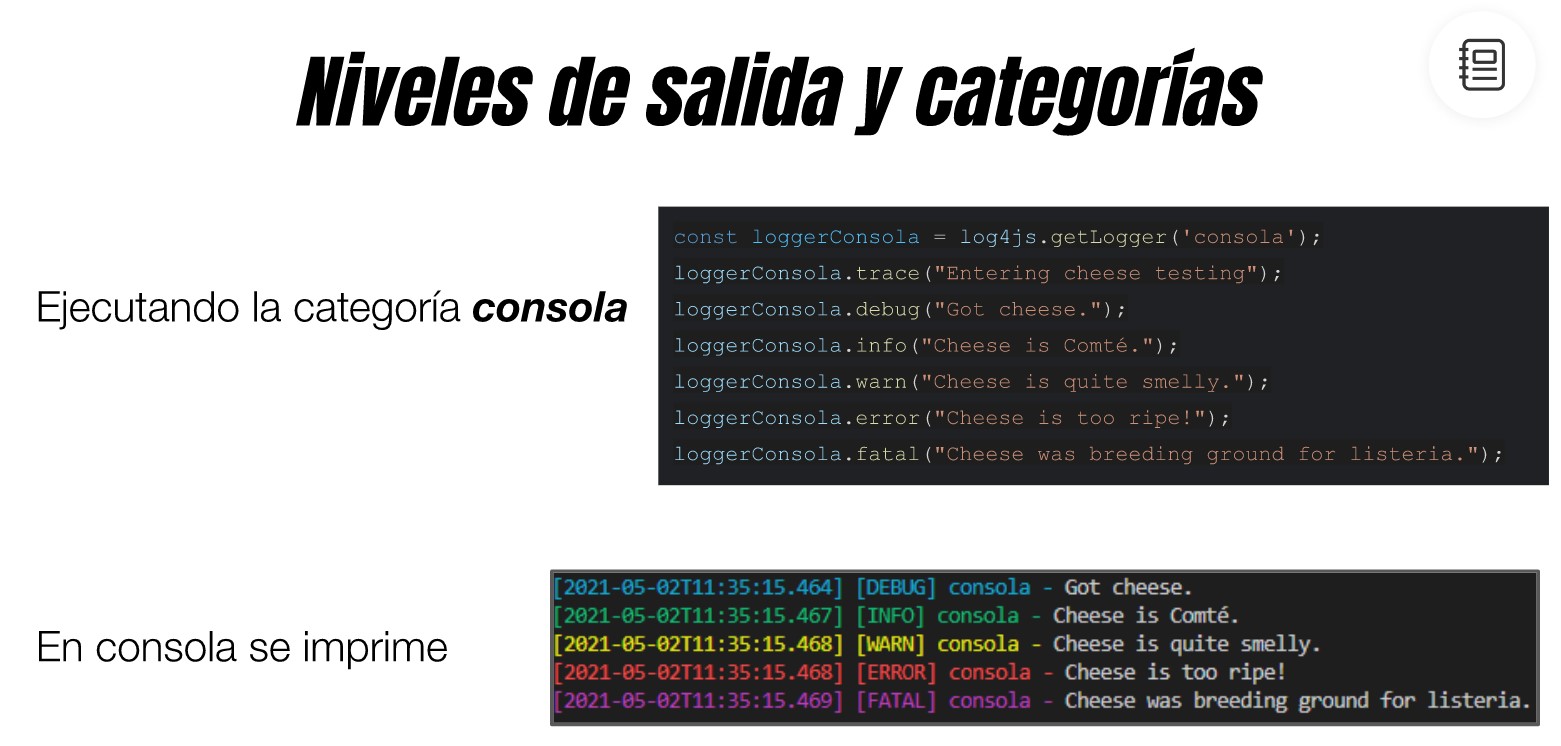 Niveles de salida y categorías
Ejecutando la categoría consola
const loggerConsola = log4js.getLogger('consola');
loggerConsola.trace("Entering cheese testing");
loggerConsola.debug("Got cheese.");
loggerConsola.info("Cheese is Comté.");
loggerConsola.warn("Cheese is quite smelly.");
loggerConsola.error("Cheese is too ripe!");
loggerConsola.fatal("Cheese was breeding ground for listeria.");
En consola se imprime
[2021-05-02T11:35:15.464] [DEBUG] consola - Got cheese.
[2021-05-02T11:35:15.467] [INFO] consola - Cheese is Comté.
[2021-05-02T11:35:15.468] [WARN] consola - Cheese is quite smelly.
[2021-05-02T11:35:15.468] [ERROR] consola - Cheese is too ripe!
[2021-05-02T11:35:15.469] [FATAL] consola - Cheese was breeding ground for listeria.